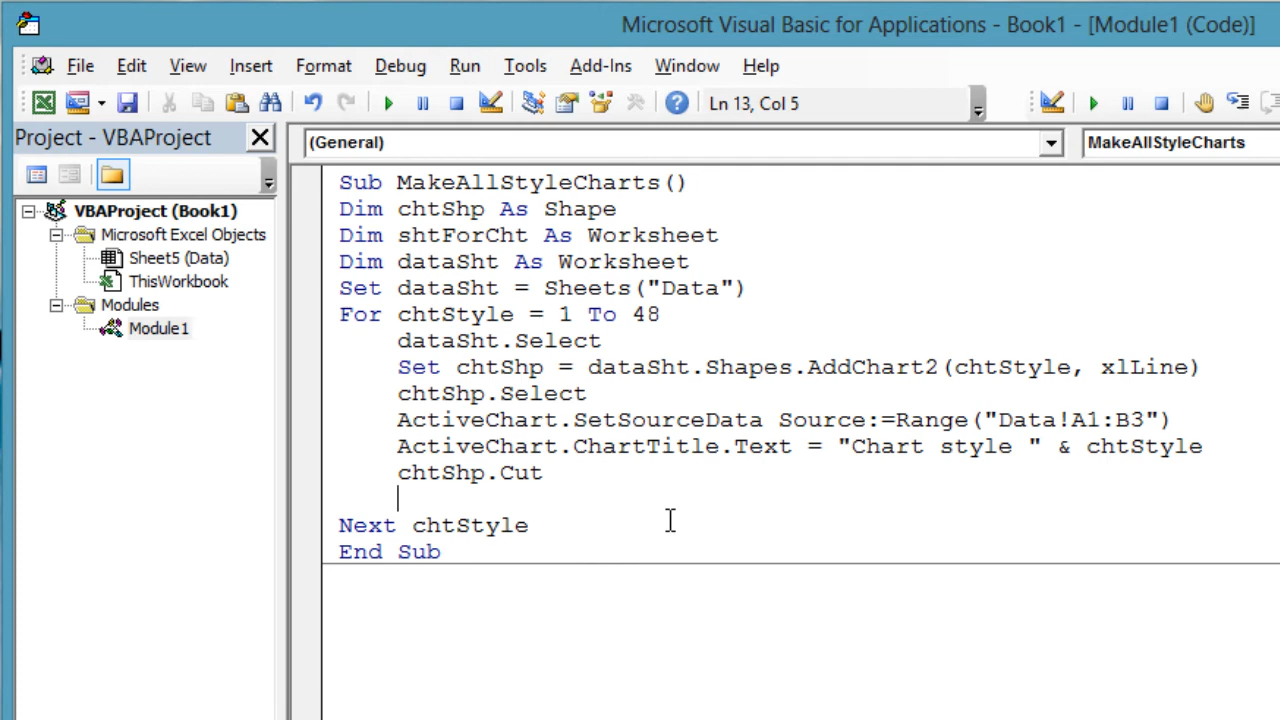 Microsoft Visual Basic for Applications - Book1 - [Module1 (Code)]
File Edit View Insert Format Debug Run Tools Add-Ins Window Help
Ln 13, Col 5
Project - VBAProject
(General)
MakeAllStyleCharts
VBAProject (Book1)
Microsoft Excel Objects
Sheet5 (Data)
ThisWorkbook
Modules
Module1
Sub MakeAllStyleCharts()
Dim chtShp As Shape
Dim shtForCht As Worksheet
Dim dataSht As Worksheet
Set dataSht = Sheets("Data")
For chtStyle = 1 To 48
    dataSht.Select
    Set chtShp = dataSht.Shapes.AddChart2(chtStyle, xlLine)
    chtShp.Select
    ActiveChart.SetSourceData Source:=Range("Data!A1:B3")
    ActiveChart.ChartTitle.Text = "Chart style " & chtStyle
    chtShp.Cut
Next chtStyle
End Sub